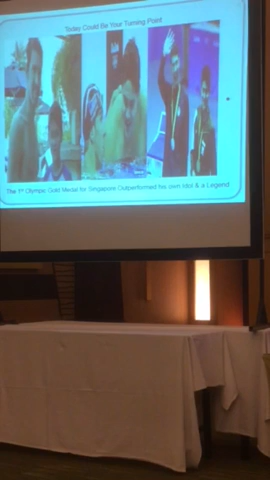 Today Could Be Your Turning Point
The 1st Olympic Gold Medal for Singapore Outperformed his own Idol & a Legend